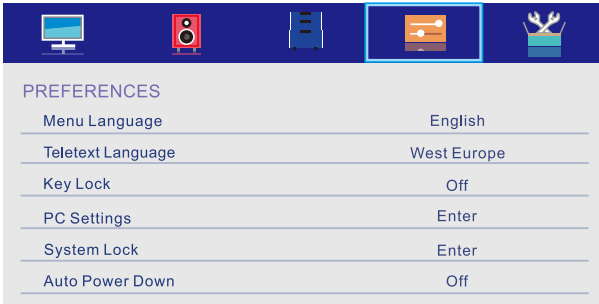 PREFERENCES
Menu Language English
Teletext Language West Europe
Key Lock Off
PC Settings Enter
System Lock Enter
Auto Power Down Off